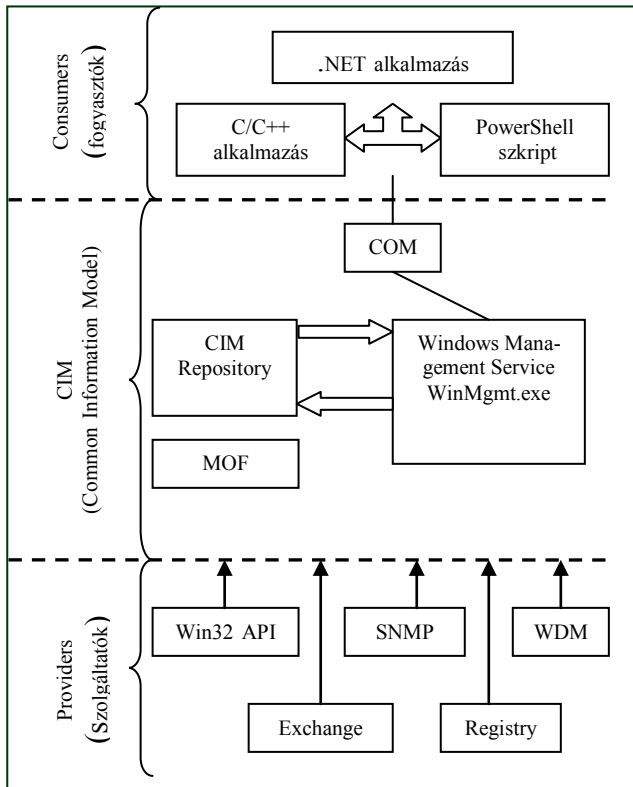 Consumers
(fogyasztók)
.NET alkalmazás
C/C++
alkalmazás
PowerShell
szkript
CIM
(Common Information Model)
COM
CIM
Repository
Windows Mana-
gement Service
WinMgmt.exe
MOF
Providers
(Szolgáltatók)
Win32 API
SNMP
WDM
Exchange
Registry